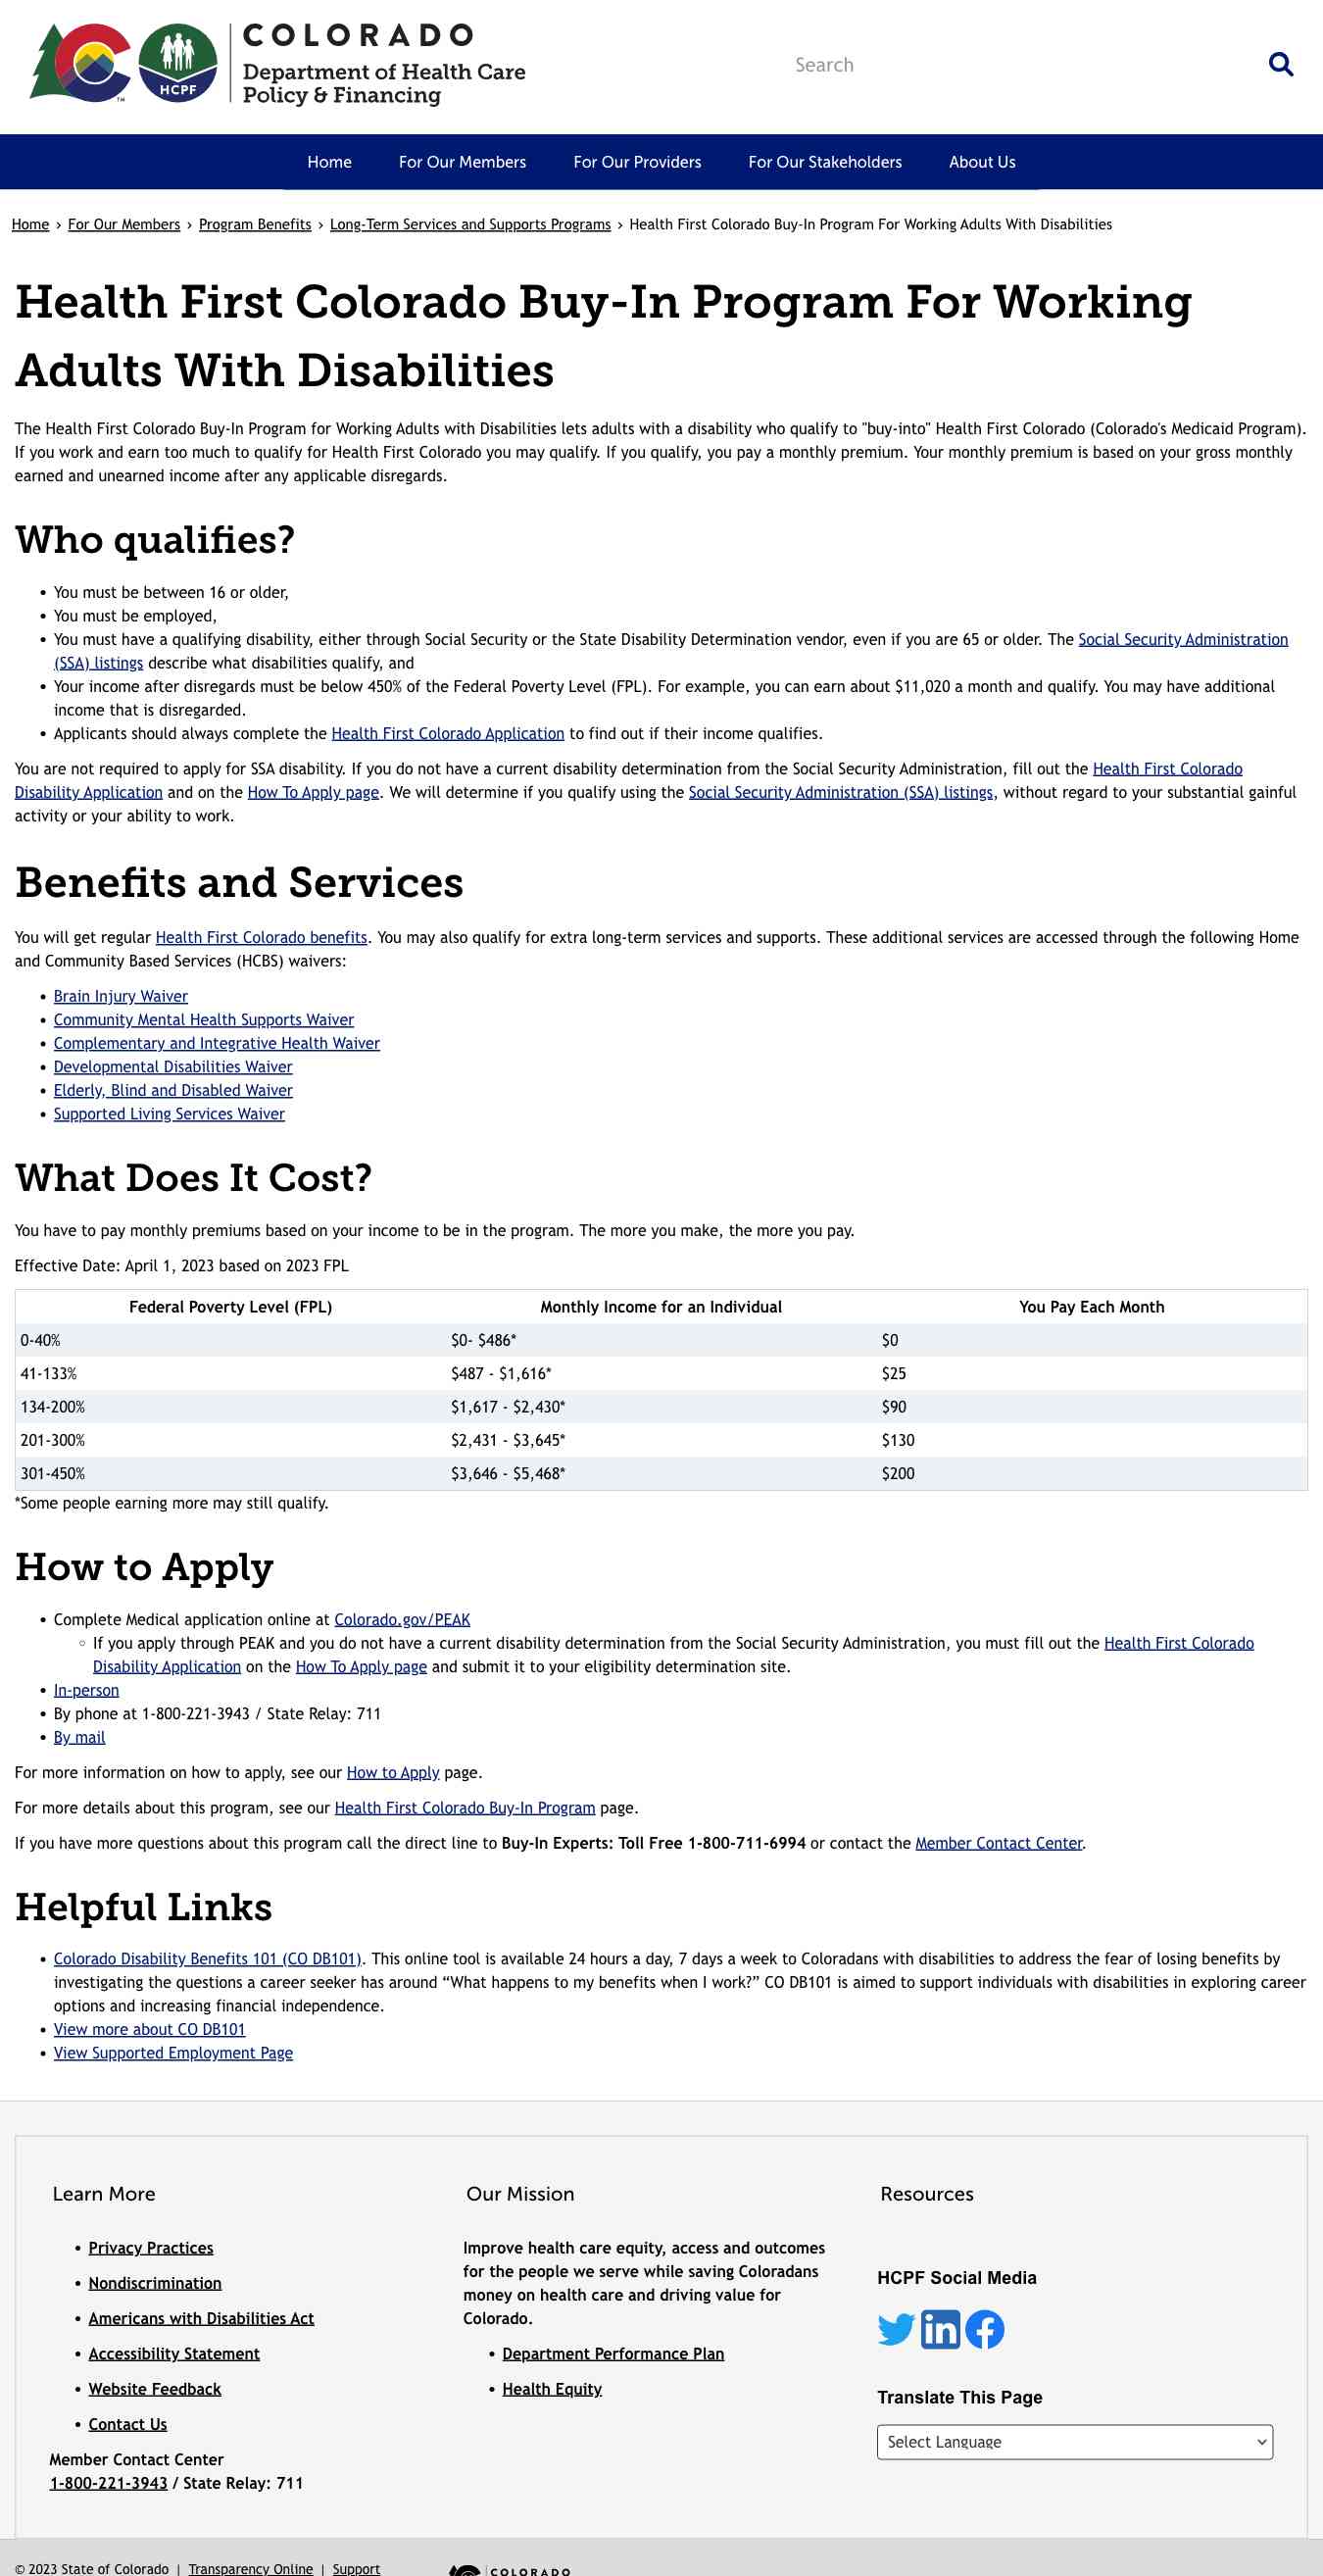 COLORADO
Department of Health Care
Policy & Financing
HCPF
TM
Search
Home For Our Members For Our Providers For Our Stakeholders About Us
Home › For Our Members › Program Benefits › Long-Term Services and Supports Programs › Health First Colorado Buy-In Program For Working Adults With Disabilities
Health First Colorado Buy-In Program For Working
Adults With Disabilities
The Health First Colorado Buy-In Program for Working Adults with Disabilities lets adults with a disability who qualify to "buy-into" Health First Colorado (Colorado's Medicaid Program).
If you work and earn too much to qualify for Health First Colorado you may qualify. If you qualify, you pay a monthly premium. Your monthly premium is based on your gross monthly
earned and unearned income after any applicable disregards.
Who qualifies?
• You must be between 16 or older,
• You must be employed,
• You must have a qualifying disability, either through Social Security or the State Disability Determination vendor, even if you are 65 or older. The Social Security Administration
(SSA) listings describe what disabilities qualify, and
• Your income after disregards must be below 450% of the Federal Poverty Level (FPL). For example, you can earn about $11,020 a month and qualify. You may have additional
income that is disregarded.
• Applicants should always complete the Health First Colorado Application to find out if their income qualifies.
You are not required to apply for SSA disability. If you do not have a current disability determination from the Social Security Administration, fill out the Health First Colorado
Disability Application and on the How To Apply page. We will determine if you qualify using the Social Security Administration (SSA) listings, without regard to your substantial gainful
activity or your ability to work.
Benefits and Services
You will get regular Health First Colorado benefits. You may also qualify for extra long-term services and supports. These additional services are accessed through the following Home
and Community Based Services (HCBS) waivers:
• Brain Injury Waiver
• Community Mental Health Supports Waiver
• Complementary and Integrative Health Waiver
• Developmental Disabilities Waiver
• Elderly, Blind and Disabled Waiver
• Supported Living Services Waiver
What Does It Cost?
You have to pay monthly premiums based on your income to be in the program. The more you make, the more you pay.
Effective Date: April 1, 2023 based on 2023 FPL
Federal Poverty Level (FPL) Monthly Income for an Individual You Pay Each Month
0-40% $0- $486* $0
41-133% $487 - $1,616* $25
134-200% $1,617 - $2,430* $90
201-300% $2,431 - $3,645* $130
301-450% $3,646 - $5,468* $200
*Some people earning more may still qualify.
How to Apply
• Complete Medical application online at Colorado.gov/PEAK
◦ If you apply through PEAK and you do not have a current disability determination from the Social Security Administration, you must fill out the Health First Colorado
Disability Application on the How To Apply page and submit it to your eligibility determination site.
• In-person
• By phone at 1-800-221-3943 / State Relay: 711
• By mail
For more information on how to apply, see our How to Apply page.
For more details about this program, see our Health First Colorado Buy-In Program page.
If you have more questions about this program call the direct line to Buy-In Experts: Toll Free 1-800-711-6994 or contact the Member Contact Center.
Helpful Links
• Colorado Disability Benefits 101 (CO DB101). This online tool is available 24 hours a day, 7 days a week to Coloradans with disabilities to address the fear of losing benefits by
investigating the questions a career seeker has around “What happens to my benefits when I work?” CO DB101 is aimed to support individuals with disabilities in exploring career
options and increasing financial independence.
• View more about CO DB101
• View Supported Employment Page
Learn More
• Privacy Practices
• Nondiscrimination
• Americans with Disabilities Act
• Accessibility Statement
• Website Feedback
• Contact Us
Member Contact Center
1-800-221-3943 / State Relay: 711
Our Mission
Improve health care equity, access and outcomes
for the people we serve while saving Coloradans
money on health care and driving value for
Colorado.
• Department Performance Plan
• Health Equity
Resources
HCPF Social Media
in
Translate This Page
Select Language
© 2023 State of Colorado | Transparency Online | Support
COLORADO